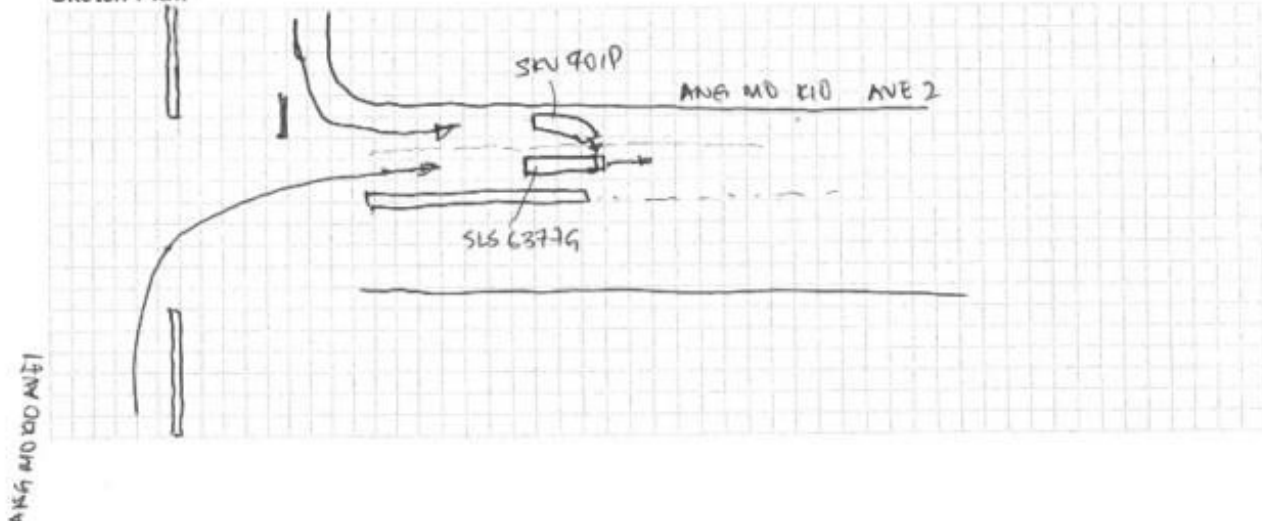 Sketch Plan
SKV 901P
ANG MO KIO AVE 2
SLS 6377G
ANG MO KIO AVE 1